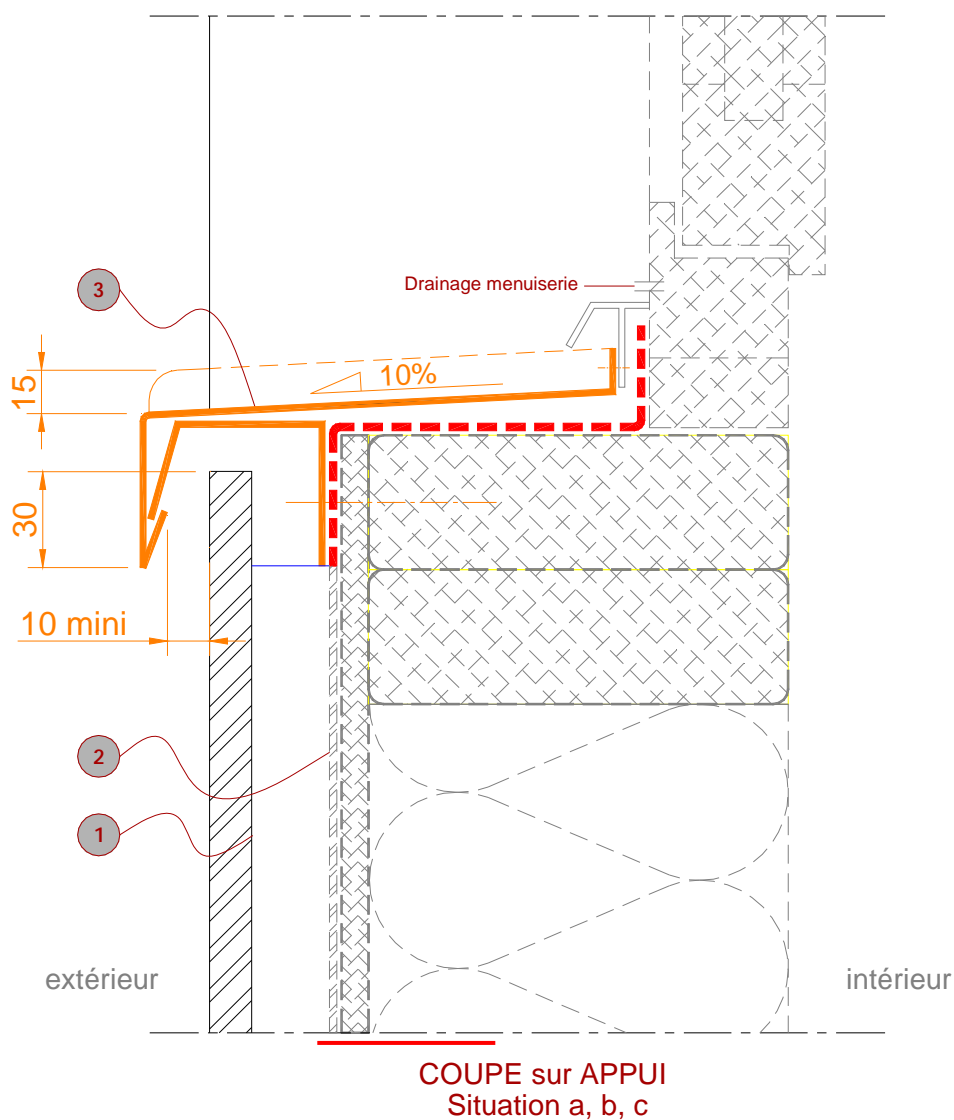 Drainage menuiserie
3
15
10%
30
10 mini
2
1
extérieur
intérieur
COUPE sur APPUI
Situation a, b, c